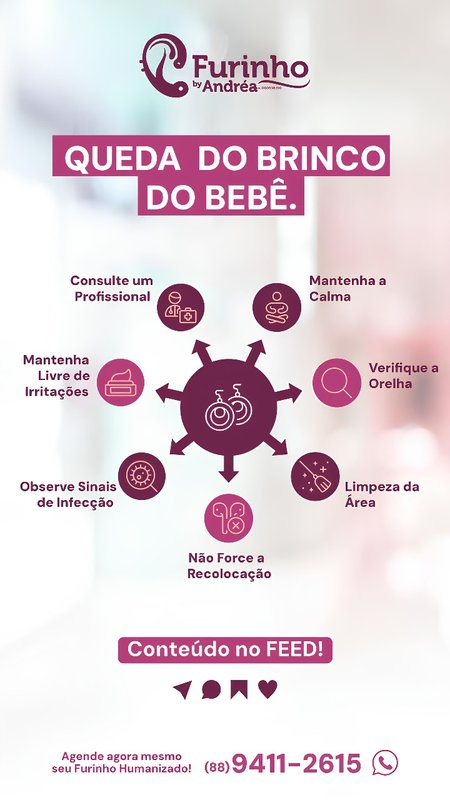 Furinho
by Andréa
QUEDA DO BRINCO
DO BEBÊ.
Consulte um
Profissional
Mantenha a
Calma
Mantenha
Livre de
Irritações
Verifique a
Orelha
Observe Sinais
de Infecção
Limpeza da
Área
Não Force a
Recolocação
Conteúdo no FEED!
Agende agora mesmo
seu Furinho Humanizado!
(88) 9411-2615